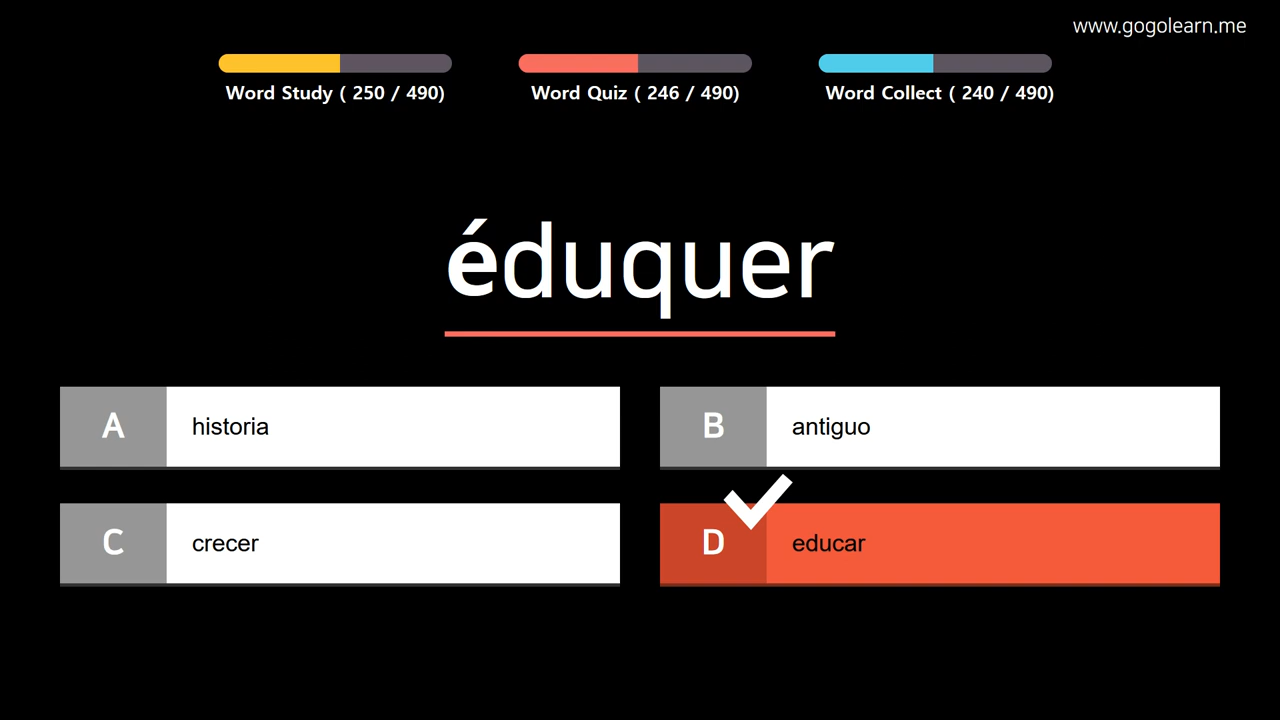 www.gogolearn.me
Word Study ( 250 / 490)
Word Quiz ( 246 / 490)
Word Collect ( 240 / 490)
éduquer
A historia
B antiguo
C crecer
D educar